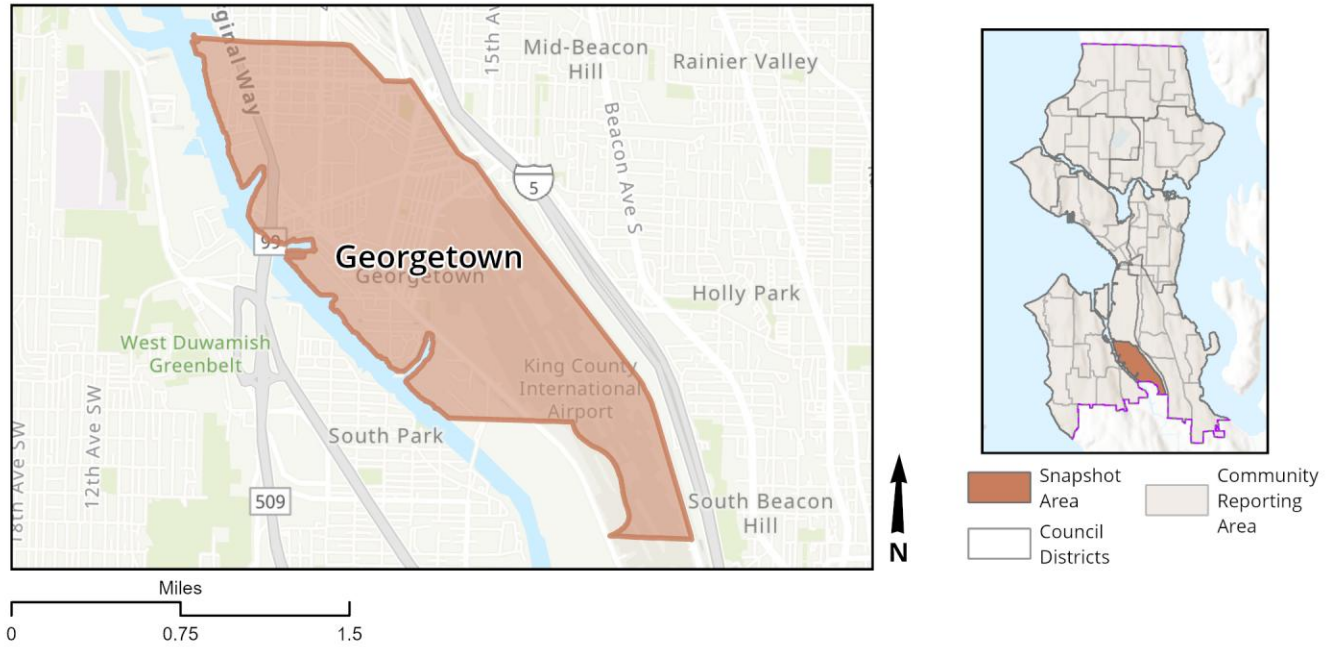 ginal Way
15th Av
Mid-Beacon
Hill
Rainier Valley
Beacon Ave S
5
99
Georgetown
Georgetown
Holly Park
West Duwamish
Greenbelt
King County
International
Airport
South Park
12th Ave SW
18th Ave SW
509
South Beacon
Hill
N
Snapshot
Area
Community
Reporting
Area
Council
Districts
Miles
0
0.75
1.5